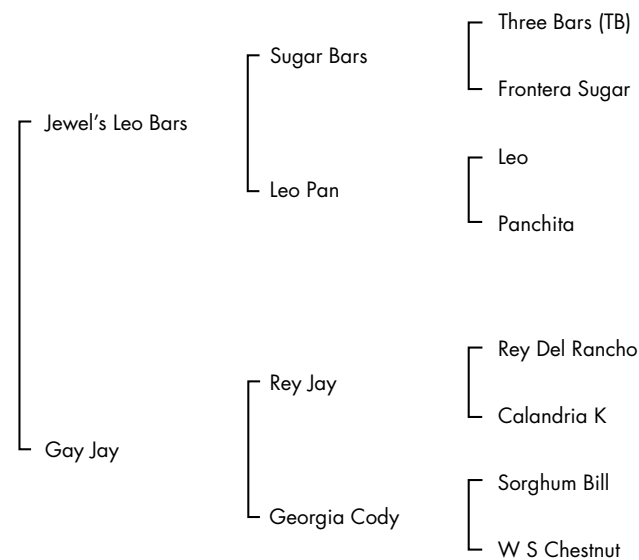 Three Bars (TB)
Sugar Bars
Frontera Sugar
Jewel's Leo Bars
Leo
Leo Pan
Panchita
Rey Del Rancho
Rey Jay
Calandria K
Gay Jay
Sorghum Bill
Georgia Cody
W S Chestnut